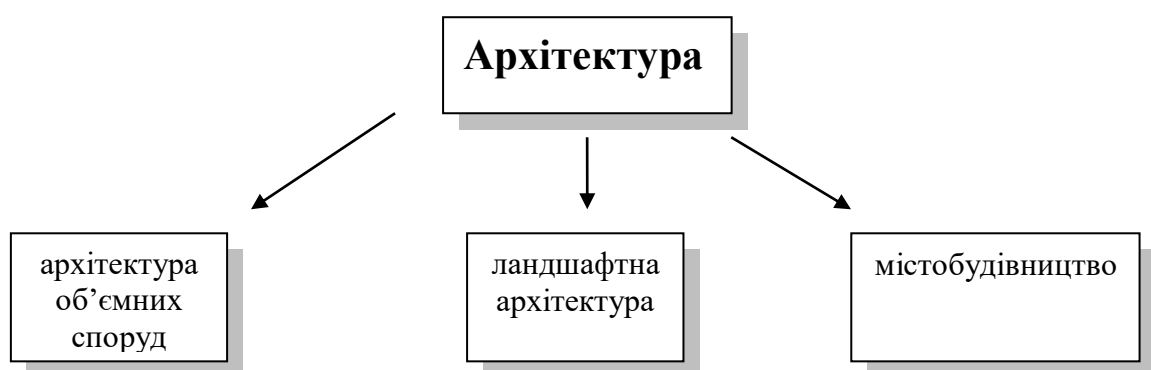 Архітектура
архітектура
об’ємних
споруд
ландшафтна
архітектура
містобудівництво